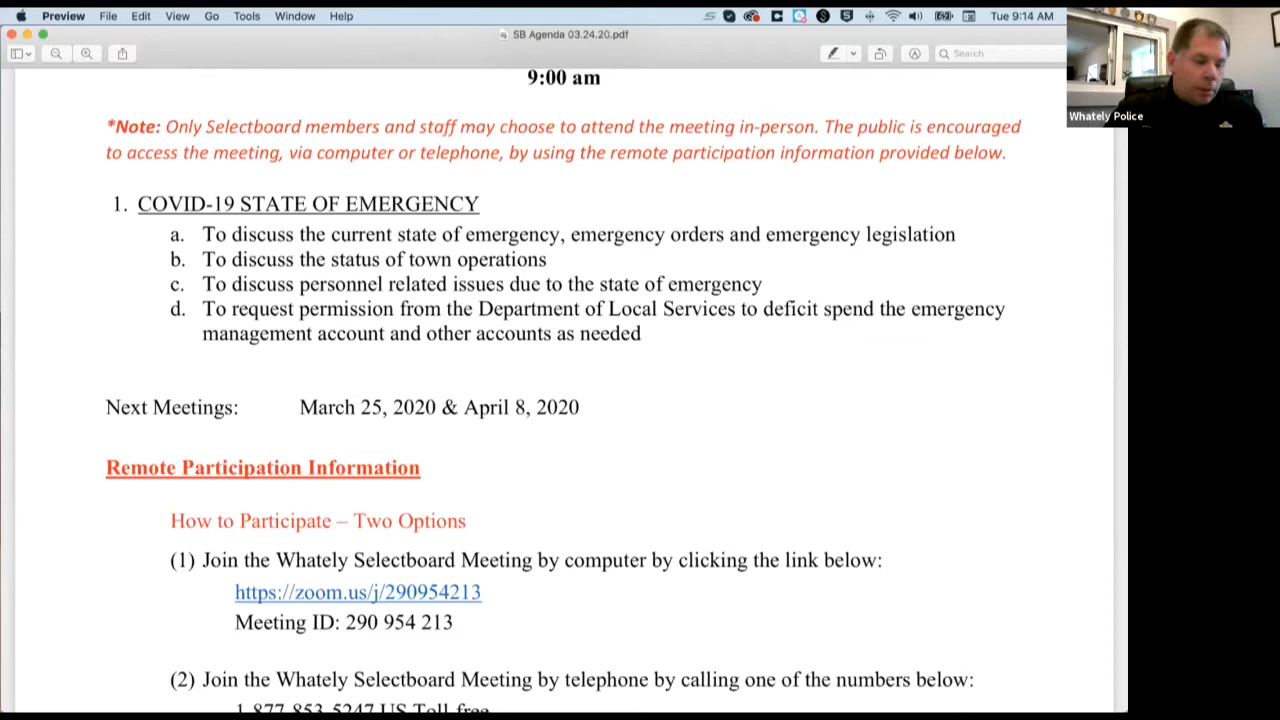 Preview File Edit View Go Tools Window Help Tue 9:14 AM
SB Agenda 03.24.20.pdf
Search
Whately Police
9:00 am
*Note: Only Selectboard members and staff may choose to attend the meeting in-person. The public is encouraged
to access the meeting, via computer or telephone, by using the remote participation information provided below.
1. COVID-19 STATE OF EMERGENCY
a. To discuss the current state of emergency, emergency orders and emergency legislation
b. To discuss the status of town operations
c. To discuss personnel related issues due to the state of emergency
d. To request permission from the Department of Local Services to deficit spend the emergency
management account and other accounts as needed
Next Meetings: March 25, 2020 & April 8, 2020
Remote Participation Information
How to Participate – Two Options
(1) Join the Whately Selectboard Meeting by computer by clicking the link below:
https://zoom.us/j/290954213
Meeting ID: 290 954 213
(2) Join the Whately Selectboard Meeting by telephone by calling one of the numbers below:
1 877 853 5247 US Toll free